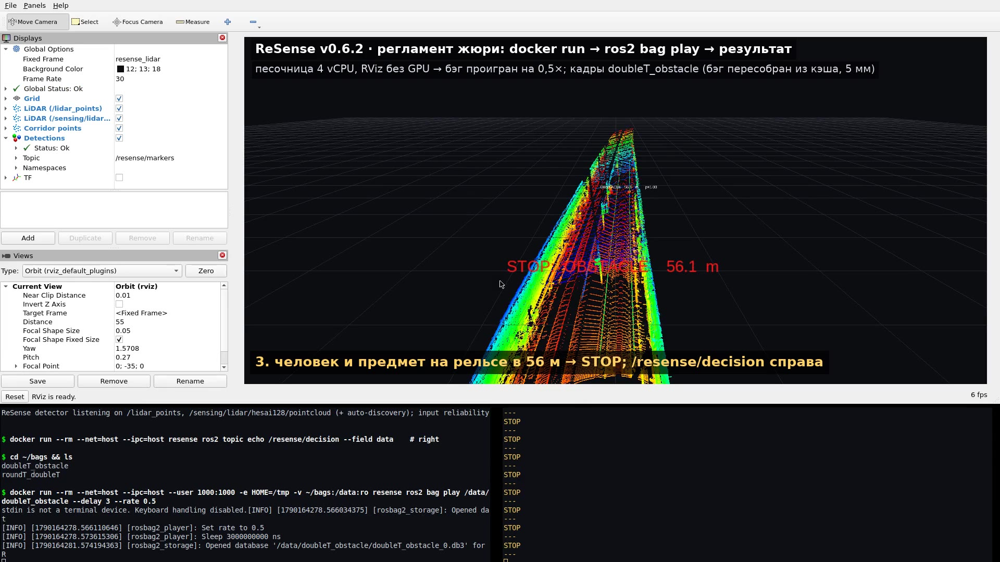 File Panels Help
Move Camera Select Focus Camera Measure
Displays
Global Options
Fixed Frame resense_lidar
Background Color 12; 13; 18
Frame Rate 30
Global Status: Ok
Grid
LiDAR (/lidar_points)
LiDAR (/sensing/lidar...
Corridor points
Detections
Status: Ok
Topic /resense/markers
Namespaces
TF
Add Duplicate Remove Rename
Views
Type: Orbit (rviz_default_plugins) Zero
Current View Orbit (rviz)
Near Clip Distance 0.01
Invert Z Axis
Target Frame <Fixed Frame>
Distance 55
Focal Shape Size 0.05
Focal Shape Fixed Size
Yaw 1.5708
Pitch 0.27
Focal Point 0; -35; 0
Save Remove Rename
Reset RViz is ready.
6 fps
ReSense v0.6.2 · регламент жюри: docker run → ros2 bag play → результат
песочница 4 vCPU, RViz без GPU → бэг проигран на 0,5×; кадры doubleT_obstacle (бэг пересобран из кэша, 5 мм)
OBSTACLE 56.1 m p=1.00
STOP: OBSTACLE 56.1 m
3. человек и предмет на рельсе в 56 м → STOP; /resense/decision справа
ReSense detector listening on /lidar_points, /sensing/lidar/hesai128/pointcloud (+ auto-discovery); input reliability
$ docker run --rm --net=host --ipc=host resense ros2 topic echo /resense/decision --field data # right
$ cd ~/bags && ls
doubleT_obstacle
roundT_doubleT
$ docker run --rm --net=host --ipc=host --user 1000:1000 -e HOME=/tmp -v ~/bags:/data:ro resense ros2 bag play /data/
doubleT_obstacle --delay 3 --rate 0.5
stdin is not a terminal device. Keyboard handling disabled.[INFO] [1790164278.566034375] [rosbag2_storage]: Opened da
t
[INFO] [1790164278.566110646] [rosbag2_player]: Set rate to 0.5
[INFO] [1790164278.573615306] [rosbag2_player]: Sleep 3000000000 ns
[INFO] [1790164281.574194363] [rosbag2_storage]: Opened database '/data/doubleT_obstacle/doubleT_obstacle_0.db3' for
R
---
STOP
---
STOP
---
STOP
---
STOP
---
STOP
---
STOP
---
STOP
---
STOP
---